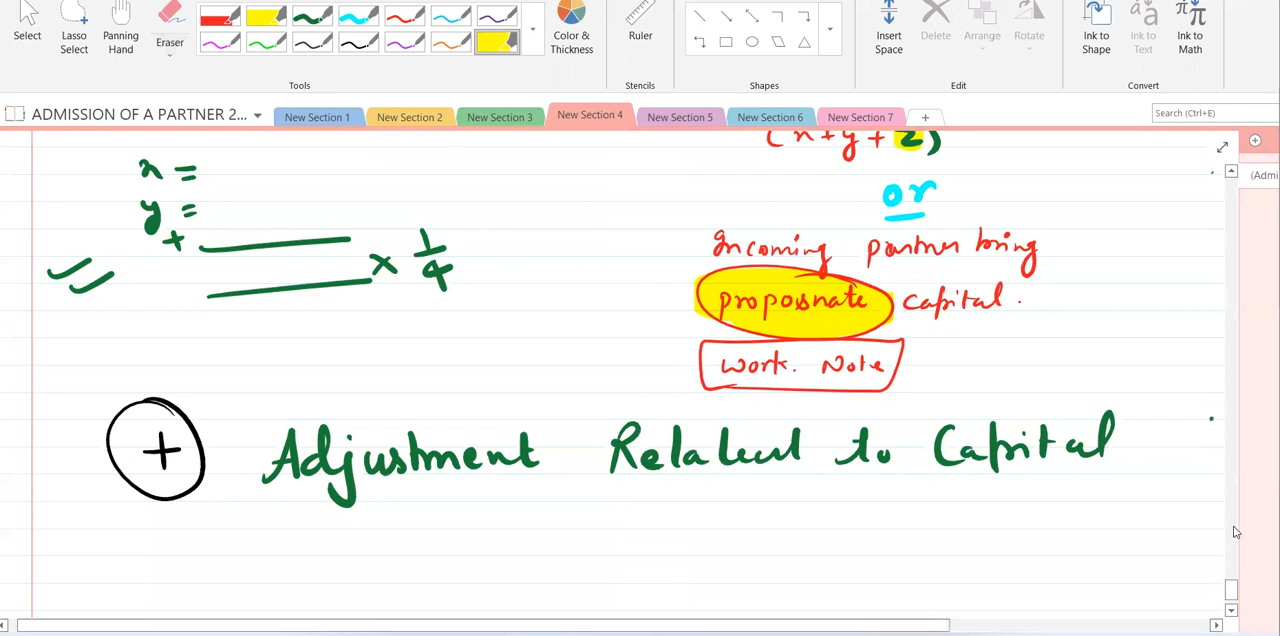 Select
Lasso Select
Panning Hand
Eraser
Color & Thickness
Ruler
Insert Space
Delete
Arrange
Rotate
Ink to Shape
Ink to Text
Ink to Math
Tools
Stencils
Shapes
Edit
Convert
ADMISSION OF A PARTNER 2...
New Section 1
New Section 2
New Section 3
New Section 4
New Section 5
New Section 6
New Section 7
Search (Ctrl+E)
(Admi
(x+y+z)
or
x =
y =
+
x 1/4
Incoming partner bring
proposnate capital.
Work. Note
+ Adjustment Related to Capital